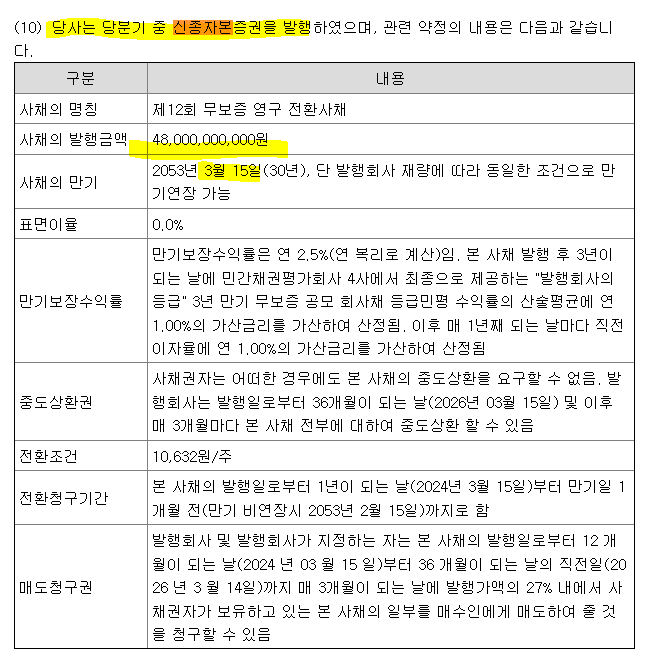 (10) 당사는 당분기 중 신종자본증권을 발행하였으며, 관련 약정의 내용은 다음과 같습니
다.
구분
내용
사채의 명칭
제12회 무보증 영구 전환사채
사채의 발행금액
48,000,000,000원
사채의 만기
2053년 3월 15일(30년), 단 발행회사 재량에 따라 동일한 조건으로 만
기연장 가능
표면이율
0.0%
만기보장수익률
만기보장수익률은 연 2.5%(연 복리로 계산)임. 본 사채 발행 후 3년이
되는 날에 민간채권평가회사 4사에서 최종으로 제공하는 "발행회사의
등급" 3년 만기 무보증 공모 회사채 등급민평 수익률의 산술평균에 연
1.00%의 가산금리를 가산하여 산정됨. 이후 매 1년째 되는 날마다 직전
이자율에 연 1.00%의 가산금리를 가산하여 산정됨
중도상환권
사채권자는 어떠한 경우에도 본 사채의 중도상환을 요구할 수 없음. 발
행회사는 발행일로부터 36개월이 되는 날(2026년 03월 15일) 및 이후
매 3개월마다 본 사채 전부에 대하여 중도상환 할 수 있음
전환조건
10,632원/주
전환청구기간
본 사채의 발행일로부터 1년이 되는 날(2024년 3월 15일)부터 만기일 1
개월 전(만기 비연장시 2053년 2월 15일)까지로 함
매도청구권
발행회사 및 발행회사가 지정하는 자는 본 사채의 발행일로부터 12 개
월이 되는 날(2024 년 03 월 15 일)부터 36 개월이 되는 날의 직전일(202
6 년 3 월 14일)까지 매 3개월이 되는 날에 발행가액의 27% 내에서 사
채권자가 보유하고 있는 본 사채의 일부를 매수인에게 매도하여 줄 것
을 청구할 수 있음